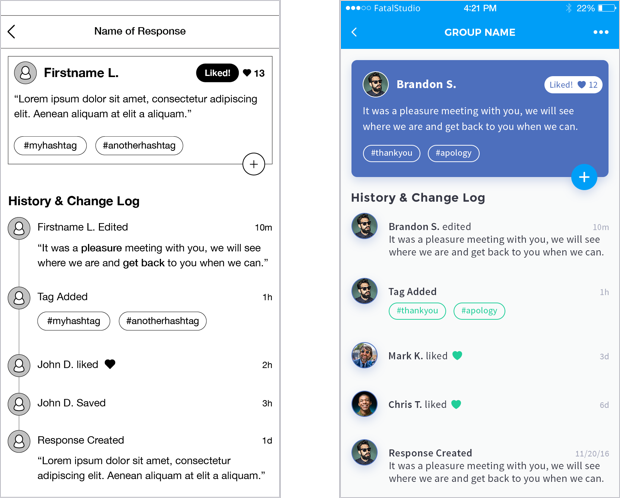 Name of Response
Firstname L.
Liked! 13
“Lorem ipsum dolor sit amet, consectetur adipiscing
elit. Aenean aliquam at elit a aliquam.”
#myhashtag #anotherhashtag
+
History & Change Log
Firstname L. Edited 10m
“It was a pleasure meeting with you, we will see
where we are and get back to you when we can.”
Tag Added 1h
#myhashtag #anotherhashtag
John D. liked 2h
John D. Saved 3h
Response Created 1d
“Lorem ipsum dolor sit amet, consectetur
adipiscing elit. Aenean aliquam at elit a aliquam.”
FatalStudio 4:21 PM 22%
GROUP NAME
Brandon S.
Liked! 12
It was a pleasure meeting with you, we will see
where we are and get back to you when we can.
#thankyou #apology
+
History & Change Log
Brandon S. edited 10m
It was a pleasure meeting with you, we will see
where we are and get back to you when we can.
Tag Added 1h
#thankyou #apology
Mark K. liked 3d
Chris T. liked 6d
Response Created 11/20/16
It was a pleasure meeting with you, we will see
where we are and get back to you when we can.